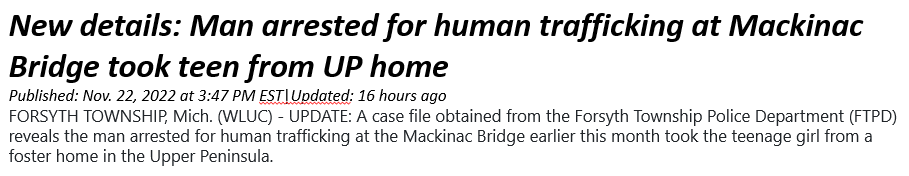 New details: Man arrested for human trafficking at Mackinac
Bridge took teen from UP home
Published: Nov. 22, 2022 at 3:47 PM EST|Updated: 16 hours ago
FORSYTH TOWNSHIP, Mich. (WLUC) - UPDATE: A case file obtained from the Forsyth Township Police Department (FTPD)
reveals the man arrested for human trafficking at the Mackinac Bridge earlier this month took the teenage girl from a
foster home in the Upper Peninsula.